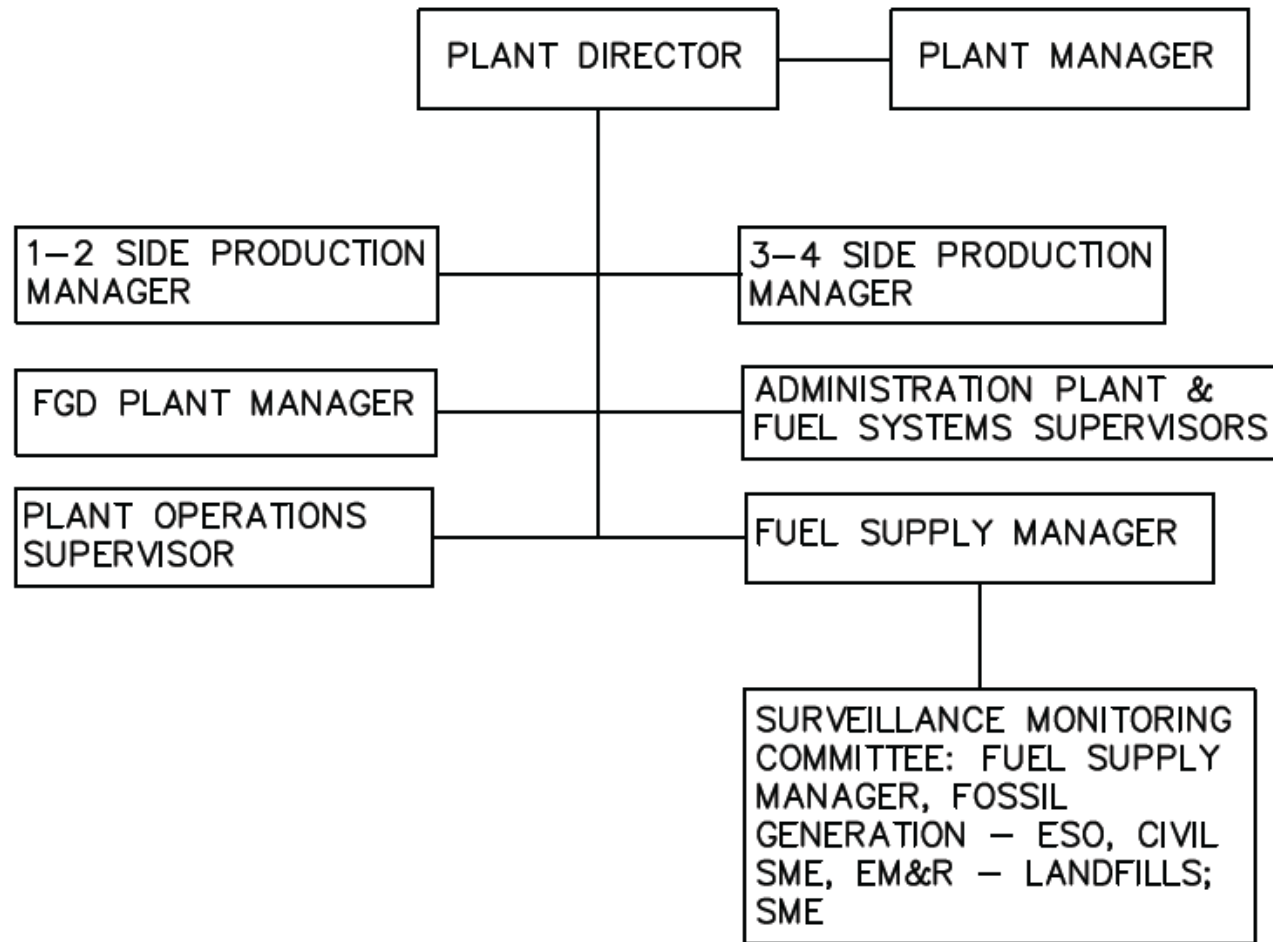 PLANT DIRECTOR
PLANT MANAGER
1-2 SIDE PRODUCTION
MANAGER
3-4 SIDE PRODUCTION
MANAGER
FGD PLANT MANAGER
ADMINISTRATION PLANT &
FUEL SYSTEMS SUPERVISORS
PLANT OPERATIONS
SUPERVISOR
FUEL SUPPLY MANAGER
SURVEILLANCE MONITORING
COMMITTEE: FUEL SUPPLY
MANAGER, FOSSIL
GENERATION - ESO, CIVIL
SME, EM&R - LANDFILLS;
SME